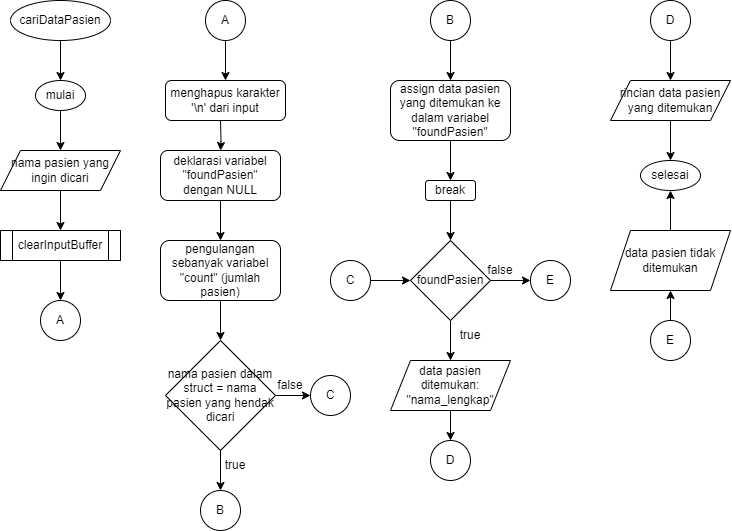 cariDataPasien
mulai
nama pasien yang
ingin dicari
clearInputBuffer
A
A
menghapus karakter
'\n' dari input
deklarasi variabel
"foundPasien"
dengan NULL
pengulangan
sebanyak variabel
"count" (jumlah
pasien)
nama pasien dalam
struct = nama
pasien yang hendak
dicari
false
C
true
B
B
assign data pasien
yang ditemukan ke
dalam variabel
"foundPasien"
break
C
foundPasien
false
E
true
data pasien
ditemukan:
"nama_lengkap"
D
D
rincian data pasien
yang ditemukan
selesai
data pasien tidak
ditemukan
E